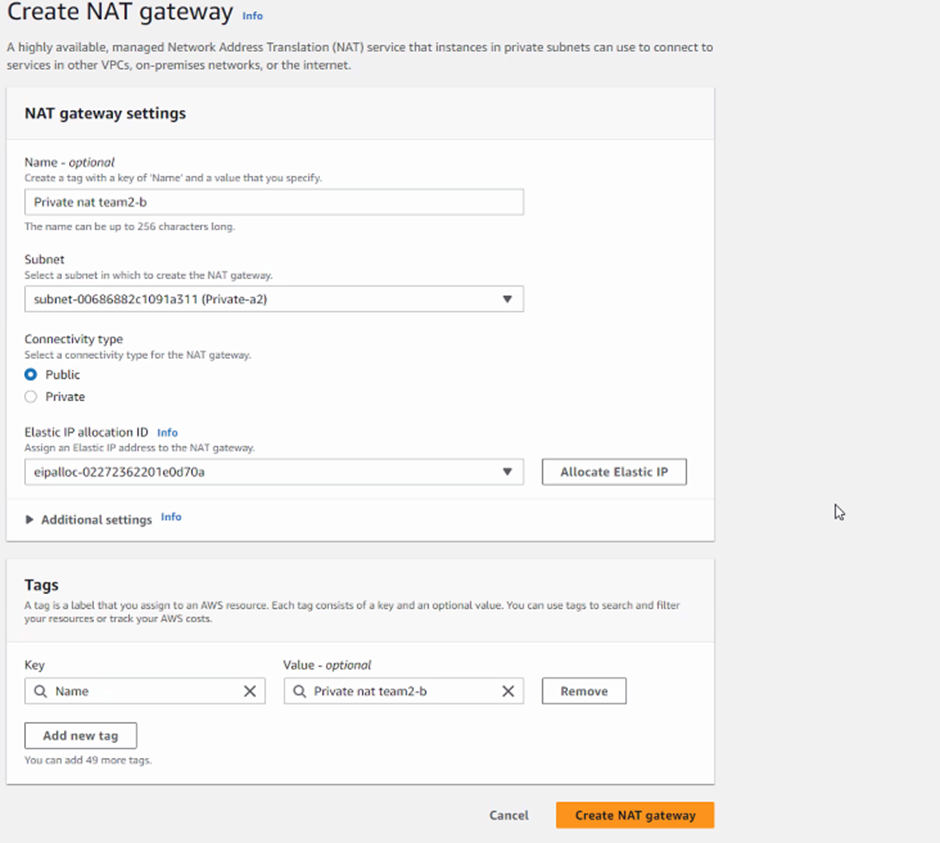 Create NAT gateway Info
A highly available, managed Network Address Translation (NAT) service that instances in private subnets can use to connect to
services in other VPCs, on-premises networks, or the internet.
NAT gateway settings
Name - optional
Create a tag with a key of 'Name' and a value that you specify.
Private nat team2-b
The name can be up to 256 characters long.
Subnet
Select a subnet in which to create the NAT gateway.
subnet-00686882c1091a311 (Private-a2)
Connectivity type
Select a connectivity type for the NAT gateway.
Public
Private
Elastic IP allocation ID Info
Assign an Elastic IP address to the NAT gateway.
eipalloc-02272362201e0d70a
Allocate Elastic IP
Additional settings Info
Tags
A tag is a label that you assign to an AWS resource. Each tag consists of a key and an optional value. You can use tags to search and filter
your resources or track your AWS costs.
Key Value - optional
Name Private nat team2-b Remove
Add new tag
You can add 49 more tags.
Cancel Create NAT gateway